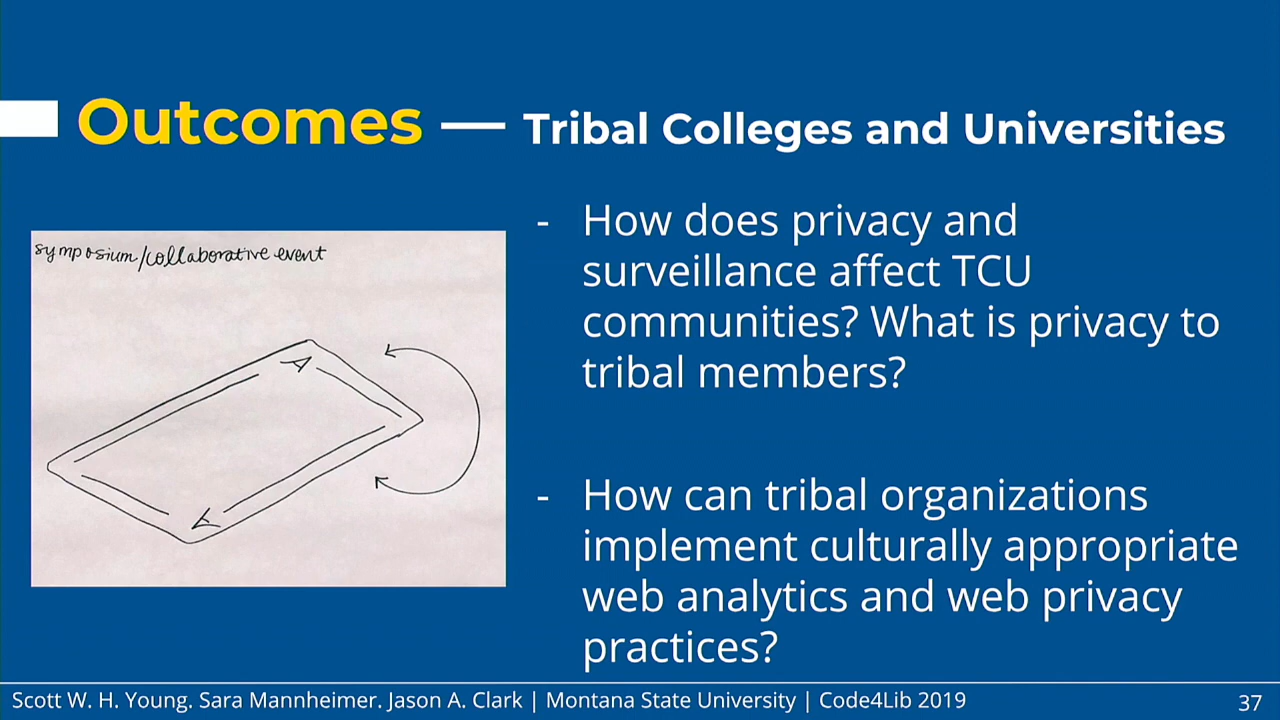 Outcomes — Tribal Colleges and Universities
symposium/collaborative event
- How does privacy and
surveillance affect TCU
communities? What is privacy to
tribal members?
- How can tribal organizations
implement culturally appropriate
web analytics and web privacy
practices?
Scott W. H. Young. Sara Mannheimer. Jason A. Clark | Montana State University | Code4Lib 2019
37